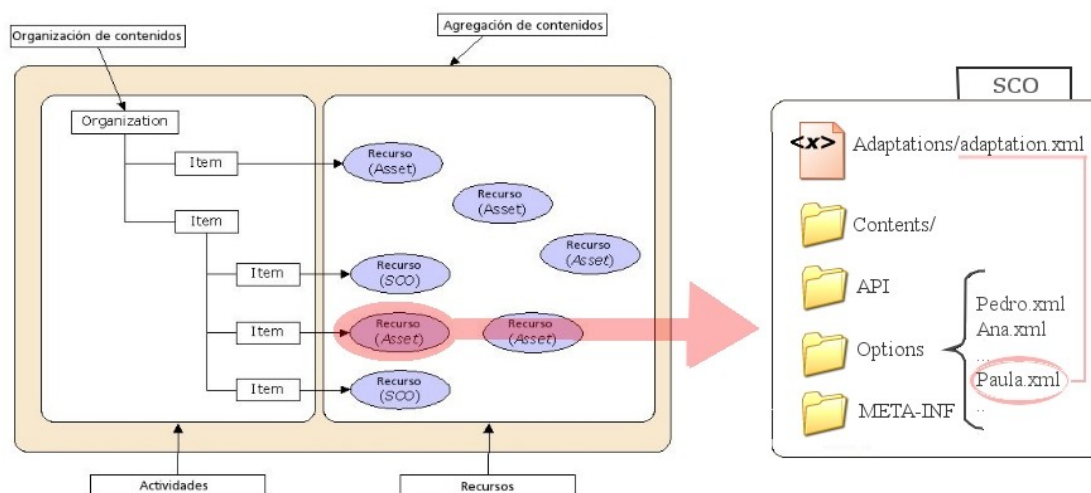 Organización de contenidos
Agregación de contenidos
Organization
Item
Recurso
(Asset)
Recurso
(Asset)
Item
Recurso
(Asset)
Item
Recurso
(SCO)
Item
Recurso
(Asset)
Recurso
(Asset)
Item
Recurso
(SCO)
Actividades
Recursos
SCO
<x>
Adaptations/adaptation.xml
Contents/
API
Options
META-INF
Pedro.xml
Ana.xml
...
Paula.xml
..